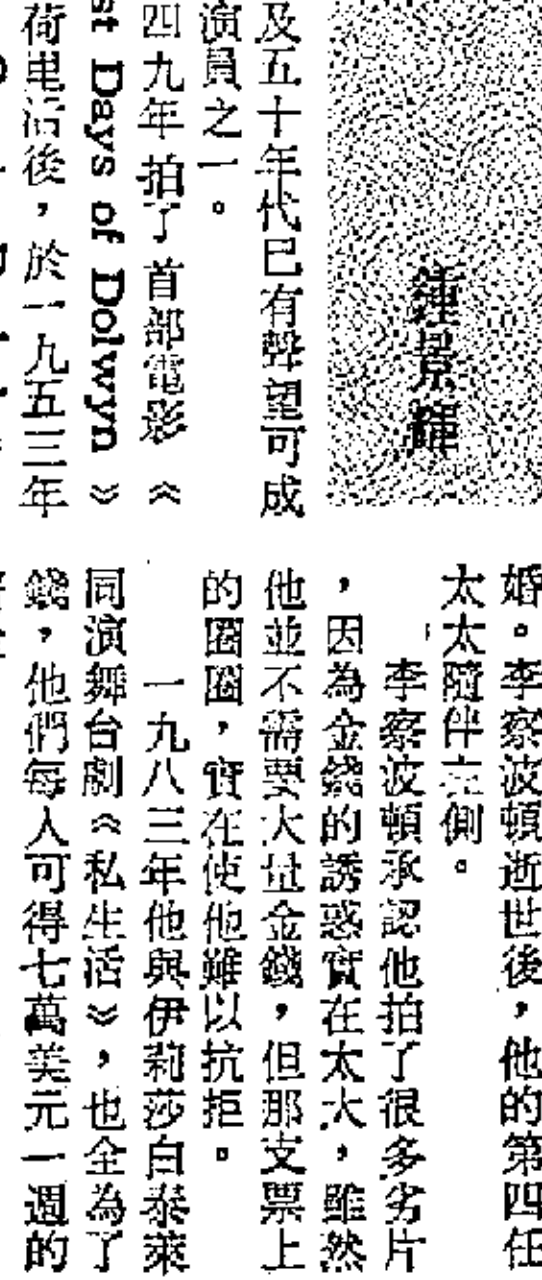 鍾景輝
及五十年代已有聲望可成
演員之一。
四九年拍了首部電影《
st Days of Dolwyn 》
荷里活後,於一九五三年
婚。李察波頓逝世後,他的第四任
太太隨伴在側。
李察波頓承認他拍了很多劣片
,因為金錢的誘惑實在太大,雖然
他並不需要大量金錢,但那支票上
的圈圈,實在使他難以抗拒。
一九八三年他與伊莉莎白泰萊
同演舞台劇《私生活》,也全為了
錢,他們每人可得七萬美元一週的